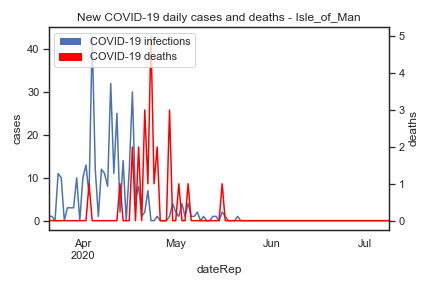 New COVID-19 daily cases and deaths - Isle_of_Man
COVID-19 infections
COVID-19 deaths
cases
40
30
20
10
0
deaths
5
4
3
2
1
0
Apr
2020
May
Jun
Jul
dateRep